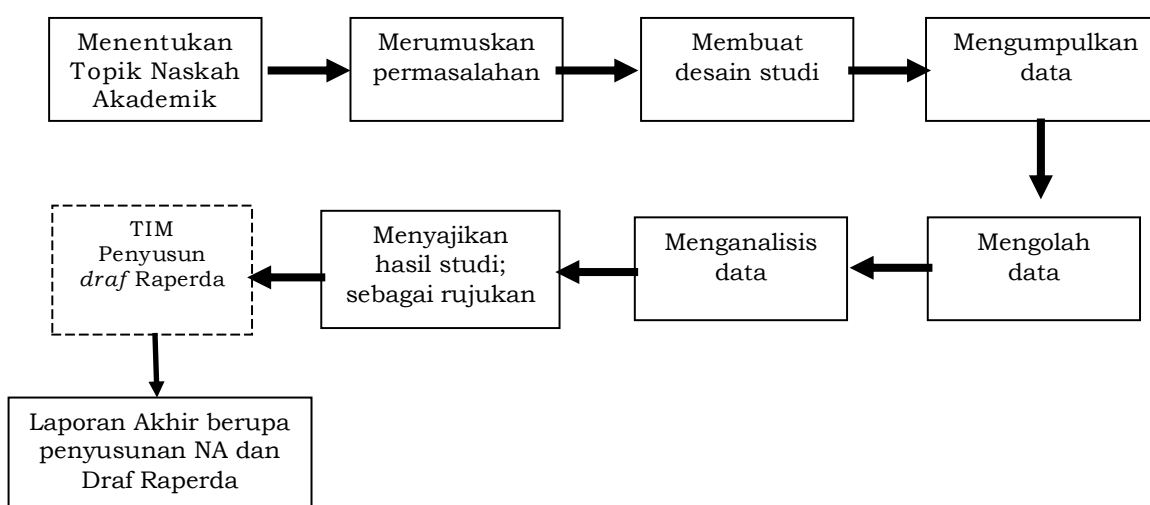 Menentukan
Topik Naskah
Akademik
Merumuskan
permasalahan
Membuat
desain studi
Mengumpulkan
data
Mengolah
data
Menganalisis
data
Menyajikan
hasil studi;
sebagai rujukan
TIM
Penyusun
draf Raperda
Laporan Akhir berupa
penyusunan NA dan
Draf Raperda